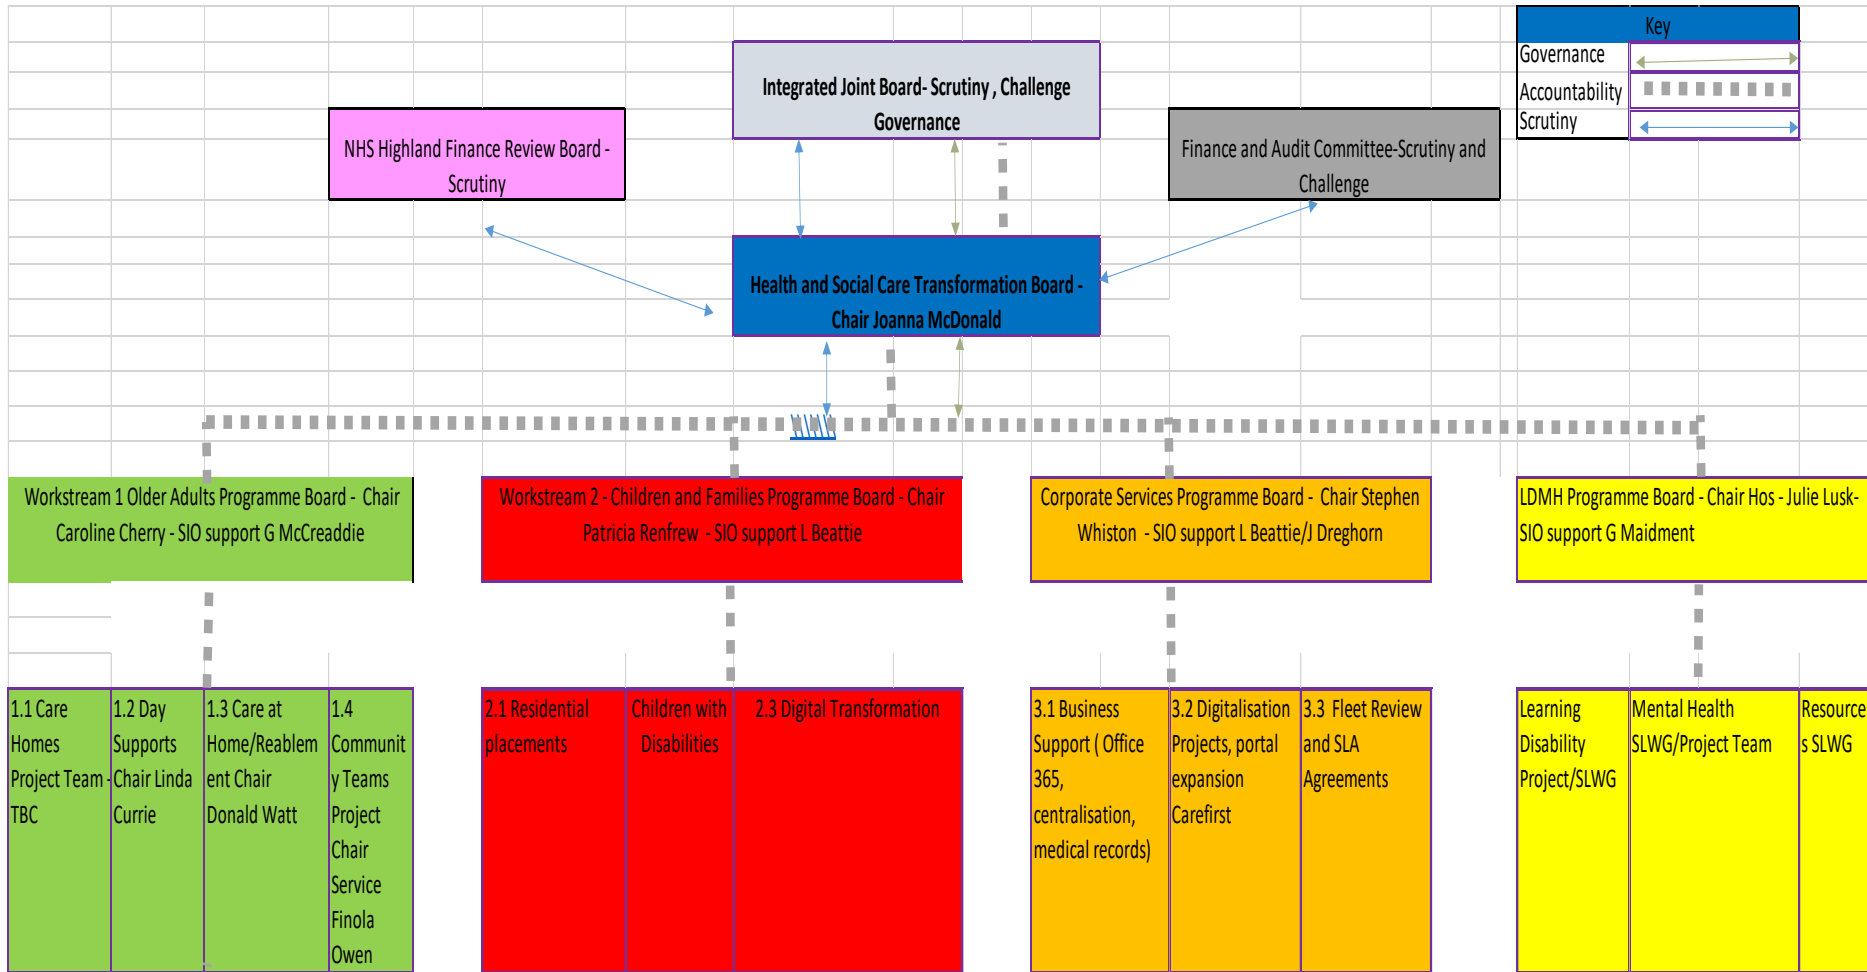 Key
Governance
Accountability
Scrutiny
Integrated Joint Board- Scrutiny , Challenge
Governance
NHS Highland Finance Review Board -
Scrutiny
Finance and Audit Committee-Scrutiny and
Challenge
Health and Social Care Transformation Board -
Chair Joanna McDonald
Workstream 1 Older Adults Programme Board - Chair
Caroline Cherry - SIO support G McCreaddie
Workstream 2 - Children and Families Programme Board - Chair
Patricia Renfrew - SIO support L Beattie
Corporate Services Programme Board - Chair Stephen
Whiston - SIO support L Beattie/J Dreghorn
LDMH Programme Board - Chair Hos - Julie Lusk-
SIO support G Maidment
1.1 Care
Homes
Project Team -
TBC
1.2 Day
Supports
Chair Linda
Currie
1.3 Care at
Home/Reablem
ent Chair
Donald Watt
1.4
Communit
y Teams
Project
Chair
Service
Finola
Owen
2.1 Residential
placements
Children with
Disabilities
2.3 Digital Transformation
3.1 Business
Support ( Office
365,
centralisation,
medical records)
3.2 Digitalisation
Projects, portal
expansion
Carefirst
3.3 Fleet Review
and SLA
Agreements
Learning
Disability
Project/SLWG
Mental Health
SLWG/Project Team
Resource
s SLWG